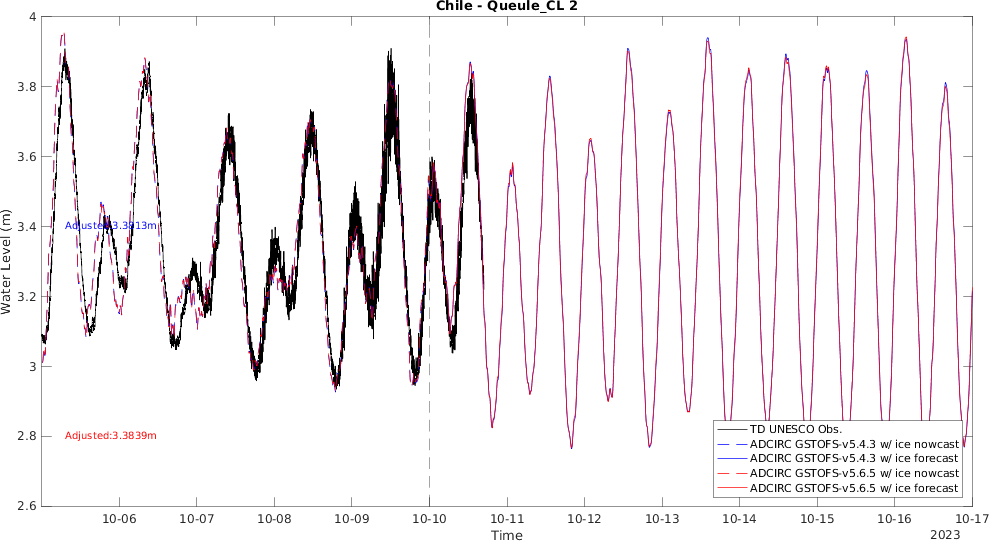 Chile - Queule_CL 2
Water Level (m)
4
3.8
3.6
3.4
3.2
3
2.8
2.6
Adjusted:3.3813m
Adjusted:3.3839m
TD UNESCO Obs.
ADCIRC GSTOFS-v5.4.3 w/ ice nowcast
ADCIRC GSTOFS-v5.4.3 w/ ice forecast
ADCIRC GSTOFS-v5.6.5 w/ ice nowcast
ADCIRC GSTOFS-v5.6.5 w/ ice forecast
10-06 10-07 10-08 10-09 10-10 10-11 10-12 10-13 10-14 10-15 10-16 10-17
Time
2023